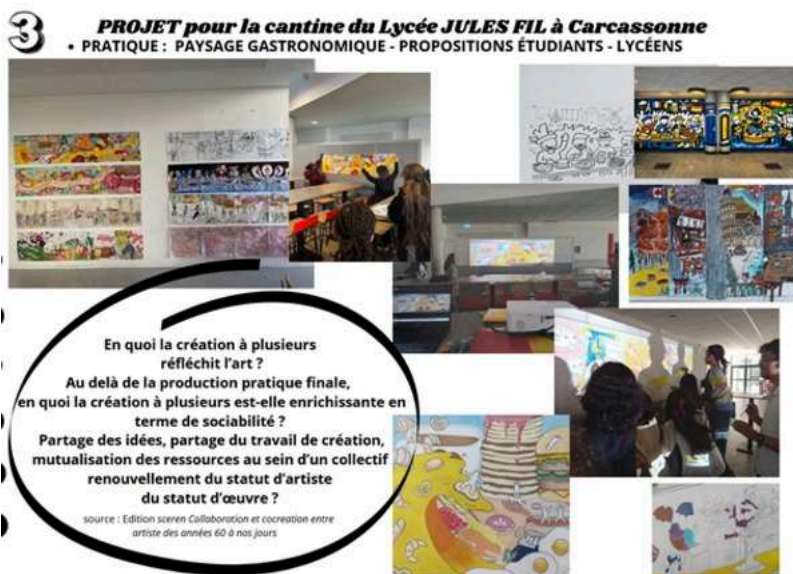 3
PROJET pour la cantine du Lycée JULES FIL à Carcassonne
• PRATIQUE : PAYSAGE GASTRONOMIQUE - PROPOSITIONS ÉTUDIANTS - LYCÉENS
En quoi la création à plusieurs
réfléchit l'art ?
Au delà de la production pratique finale,
en quoi la création à plusieurs est-elle enrichissante en
terme de sociabilité ?
Partage des idées, partage du travail de création,
mutualisation des ressources au sein d'un collectif
renouvellement du statut d'artiste
du statut d'œuvre ?
source : Edition sceren Collaboration et cocreation entre
artiste des années 60 à nos jours